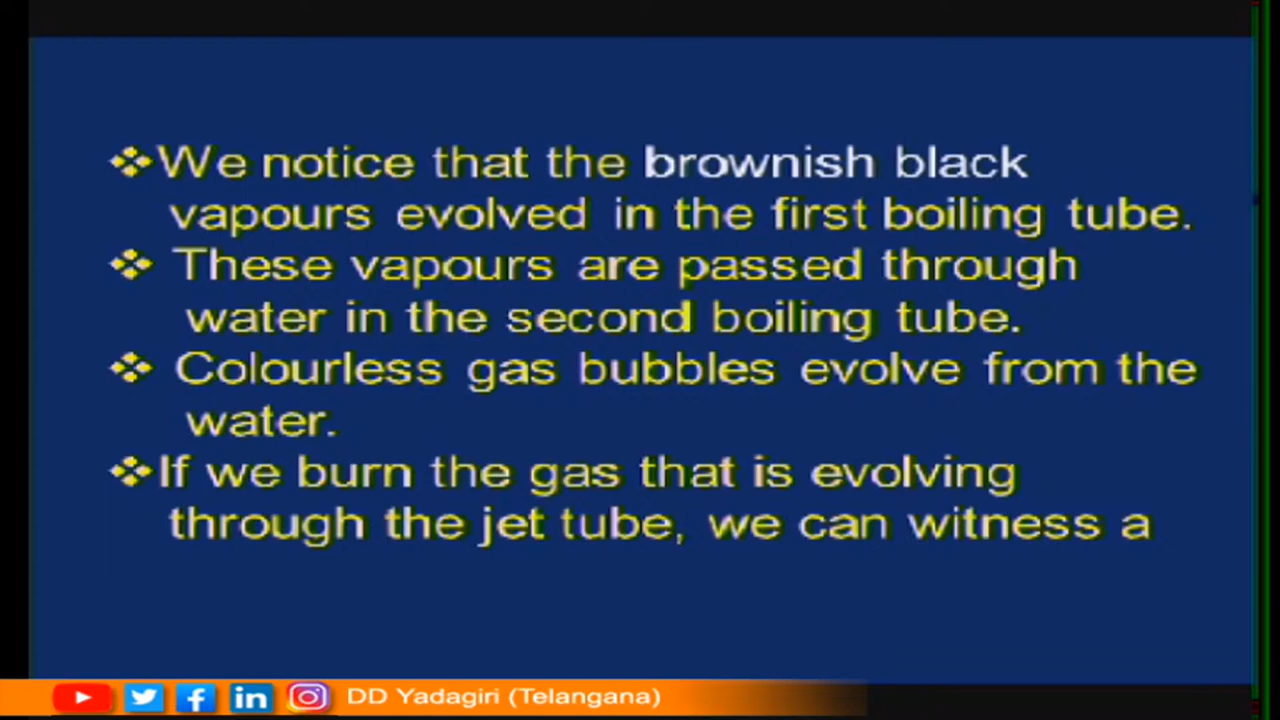 ❖We notice that the brownish black
vapours evolved in the first boiling tube.
❖ These vapours are passed through
water in the second boiling tube.
❖ Colourless gas bubbles evolve from the
water.
❖If we burn the gas that is evolving
through the jet tube, we can witness a
DD Yadagiri (Telangana)